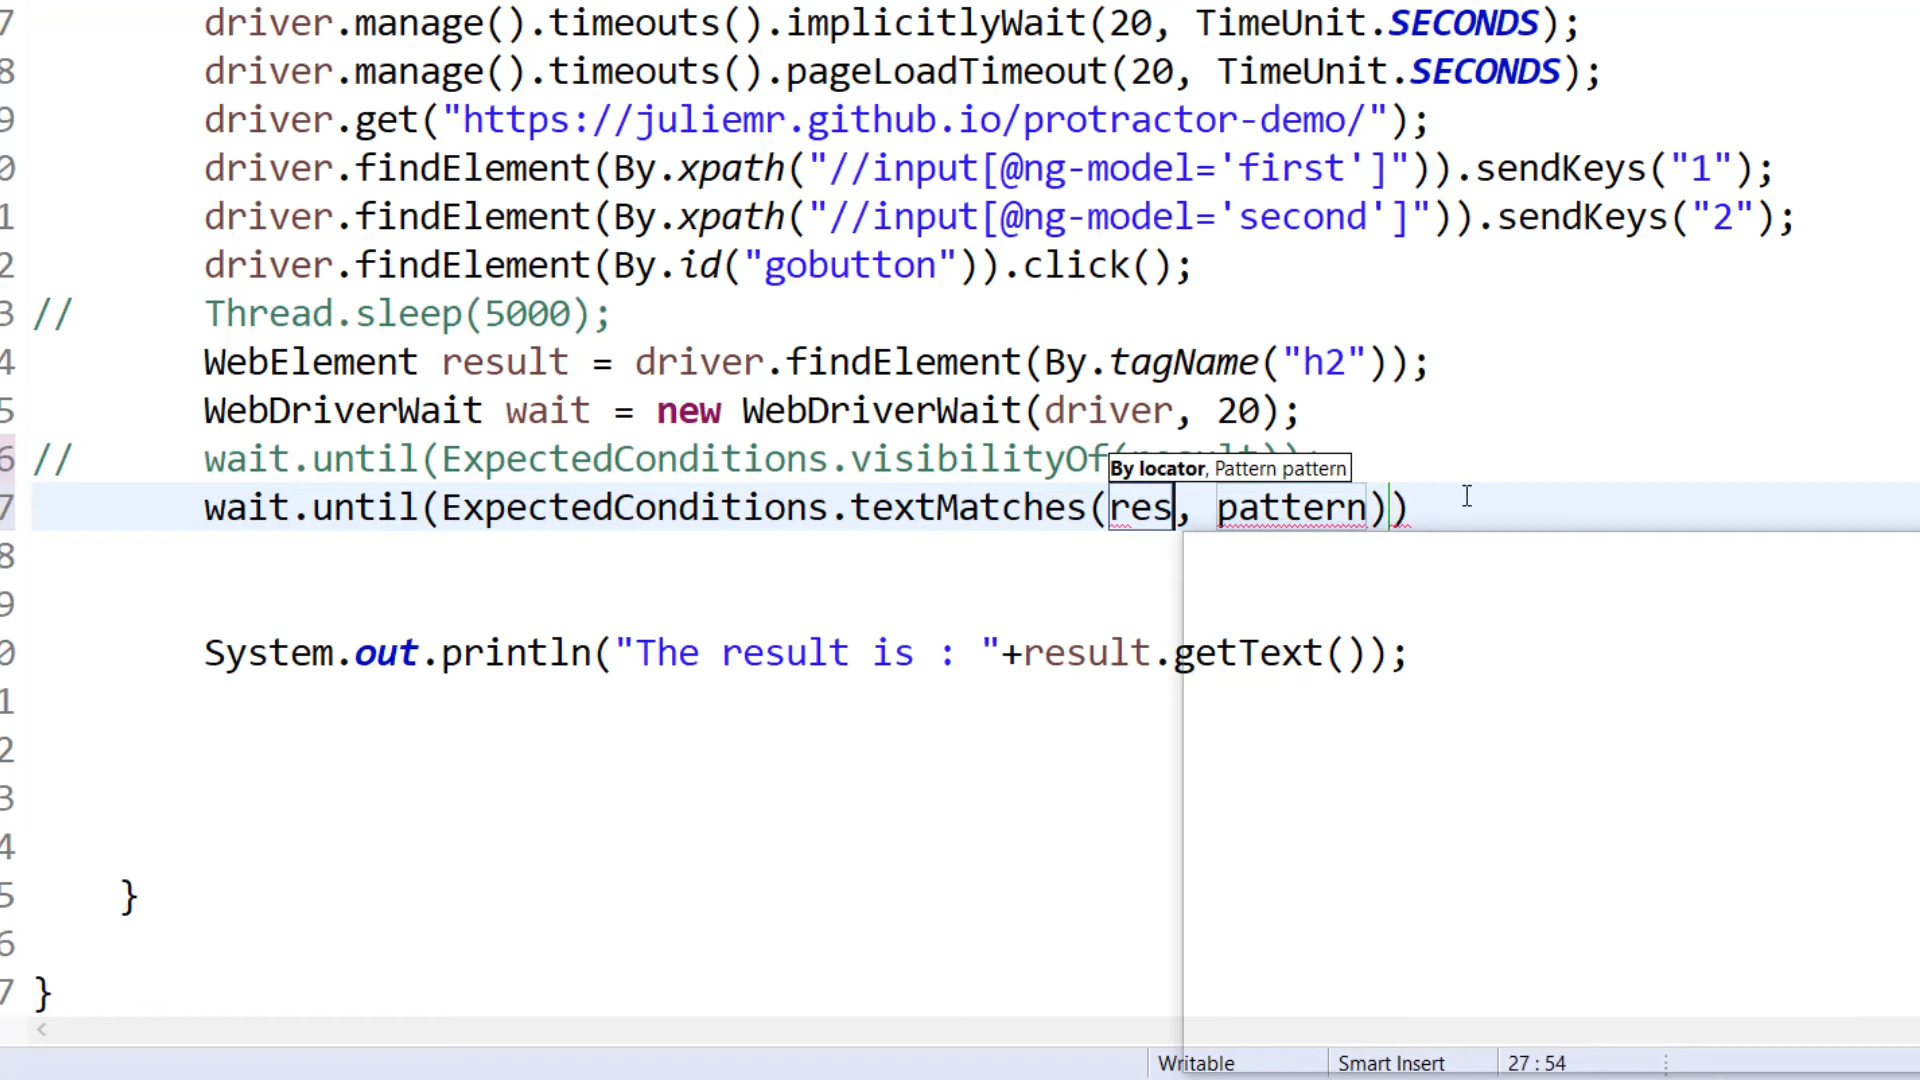 7 driver.manage().timeouts().implicitlyWait(20, TimeUnit.SECONDS);
8 driver.manage().timeouts().pageLoadTimeout(20, TimeUnit.SECONDS);
9 driver.get("https://juliemr.github.io/protractor-demo/");
0 driver.findElement(By.xpath("//input[@ng-model='first']")).sendKeys("1");
1 driver.findElement(By.xpath("//input[@ng-model='second']")).sendKeys("2");
2 driver.findElement(By.id("gobutton")).click();
3 // Thread.sleep(5000);
4 WebElement result = driver.findElement(By.tagName("h2"));
5 WebDriverWait wait = new WebDriverWait(driver, 20);
6 // wait.until(ExpectedConditions.visibilityOf(
By locator, Pattern pattern
7 wait.until(ExpectedConditions.textMatches(res, pattern))
8
9
0 System.out.println("The result is : "+result.getText());
1
2
3
4
5 }
6
7 }
Writable Smart Insert 27 : 54